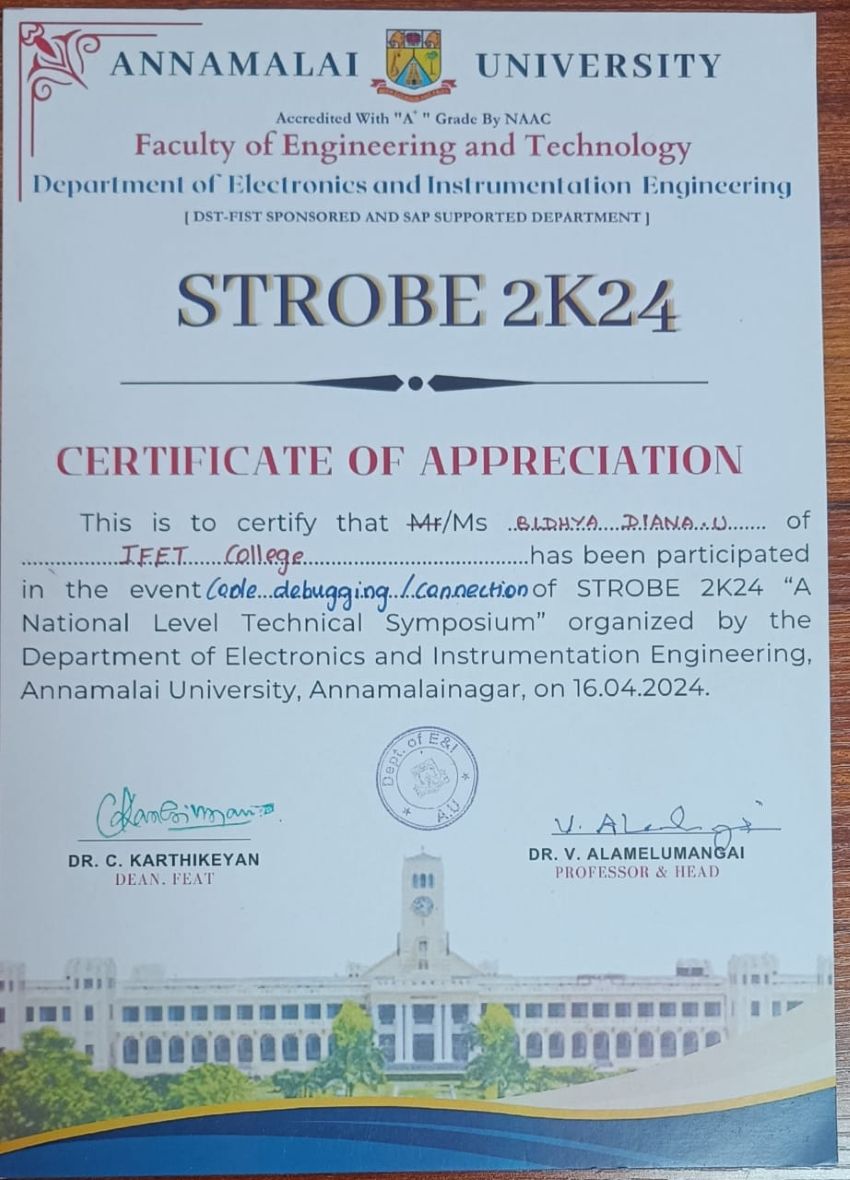 ANNAMALAI UNIVERSITY
Accredited With "A+ " Grade By NAAC
Faculty of Engineering and Technology
Department of Electronics and Instrumentation Engineering
[ DST-FIST SPONSORED AND SAP SUPPORTED DEPARTMENT ]
STROBE 2K24
CERTIFICATE OF APPRECIATION
This is to certify that Mr/Ms BIDHYA DIANA.U of
IFET College has been participated
in the event Code debugging / connection of STROBE 2K24 “A
National Level Technical Symposium” organized by the
Department of Electronics and Instrumentation Engineering,
Annamalai University, Annamalainagar, on 16.04.2024.
Dept. of E&I
A.U
DR. C. KARTHIKEYAN
DEAN. FEAT
DR. V. ALAMELUMANGAI
PROFESSOR & HEAD